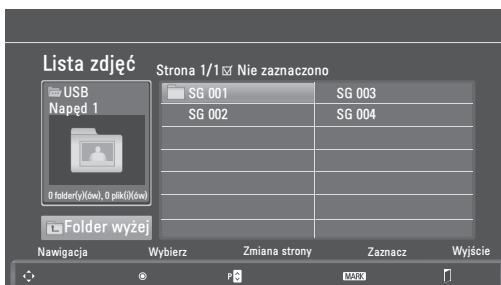 Lista zdjęć
Strona 1/1 Nie zaznaczono
USB
Napęd 1
0 folder(y)(ów), 0 plik(i)(ów)
Folder wyżej
SG 001 SG 003
SG 002 SG 004
Nawigacja Wybierz Zmiana strony Zaznacz Wyjście
P MARK